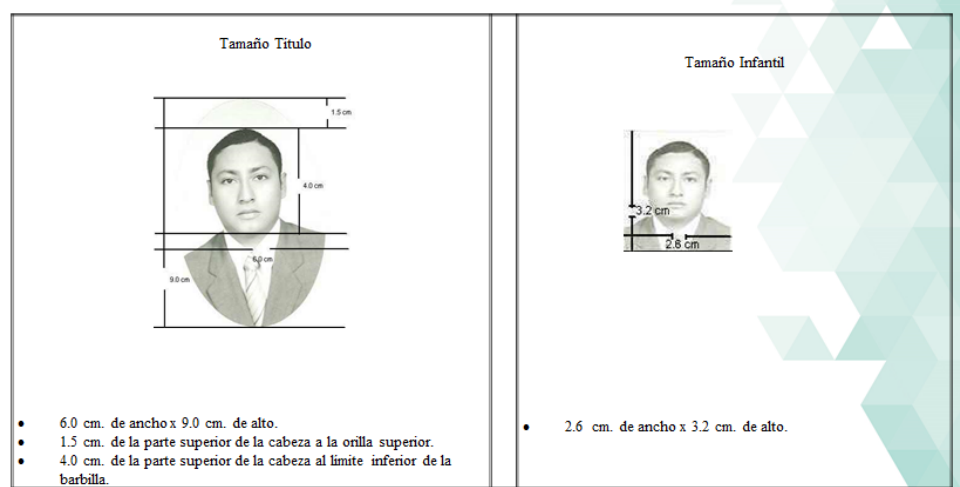 Tamaño Titulo
1.5 cm
4.0 cm
6.0 cm
9.0 cm
6.0 cm. de ancho x 9.0 cm. de alto.
1.5 cm. de la parte superior de la cabeza a la orilla superior.
4.0 cm. de la parte superior de la cabeza al limite inferior de la
barbilla.
Tamaño Infantil
3.2 cm
2.6 cm
2.6 cm. de ancho x 3.2 cm. de alto.